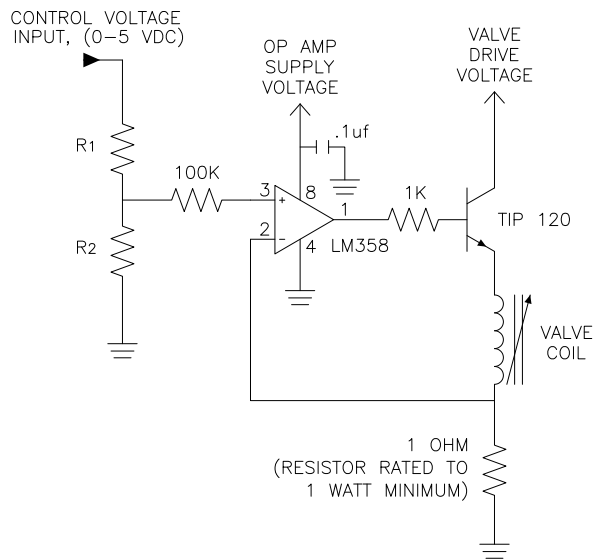 CONTROL VOLTAGE
INPUT, (0-5 VDC)
OP AMP
SUPPLY
VOLTAGE
VALVE
DRIVE
VOLTAGE
.1uf
R1
100K
3
+
8
1
1K
TIP 120
2
-
4
LM358
R2
VALVE
COIL
1 OHM
(RESISTOR RATED TO
1 WATT MINIMUM)